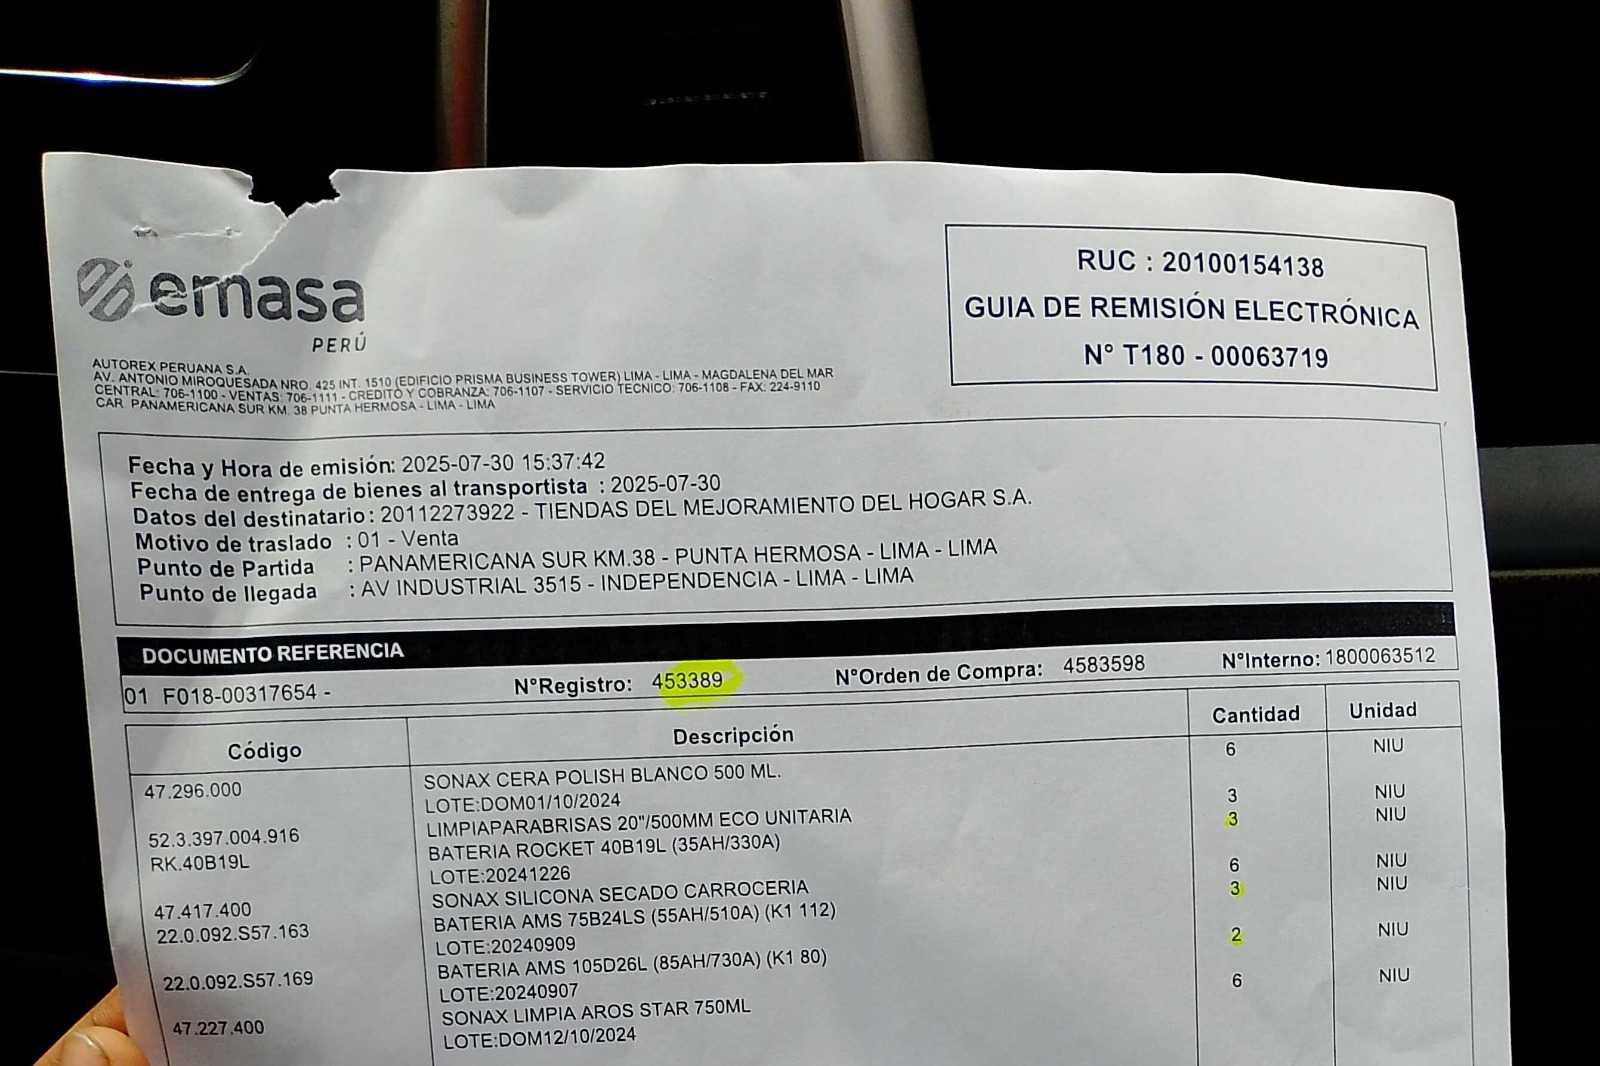 emasa
PERÚ
RUC : 20100154138
GUIA DE REMISIÓN ELECTRÓNICA
N° T180 - 00063719
AUTOREX PERUANA S.A.
AV. ANTONIO MIROQUESADA NRO. 425 INT. 1510 (EDIFICIO PRISMA BUSINESS TOWER) LIMA - LIMA - MAGDALENA DEL MAR
CENTRAL: 706-1100 - VENTAS: 706-1111 - CREDITO Y COBRANZA: 706-1107 - SERVICIO TECNICO: 706-1108 - FAX: 224-9110
CAR. PANAMERICANA SUR KM. 38 PUNTA HERMOSA - LIMA - LIMA
Fecha y Hora de emisión: 2025-07-30 15:37:42
Fecha de entrega de bienes al transportista : 2025-07-30
Datos del destinatario: 20112273922 - TIENDAS DEL MEJORAMIENTO DEL HOGAR S.A.
Motivo de traslado : 01 - Venta
Punto de Partida : PANAMERICANA SUR KM.38 - PUNTA HERMOSA - LIMA - LIMA
Punto de llegada : AV INDUSTRIAL 3515 - INDEPENDENCIA - LIMA - LIMA
DOCUMENTO REFERENCIA
01 F018-00317654 - N°Registro: 453389 N°Orden de Compra: 4583598 N°Interno: 1800063512
Código Descripción Cantidad Unidad
47.296.000 SONAX CERA POLISH BLANCO 500 ML. 6 NIU
LOTE:DOM01/10/2024
52.3.397.004.916 LIMPIAPARABRISAS 20"/500MM ECO UNITARIA 3 NIU
RK.40B19L BATERIA ROCKET 40B19L (35AH/330A) 3 NIU
LOTE:20241226
47.417.400 SONAX SILICONA SECADO CARROCERIA 6 NIU
22.0.092.S57.163 BATERIA AMS 75B24LS (55AH/510A) (K1 112) 3 NIU
LOTE:20240909
22.0.092.S57.169 BATERIA AMS 105D26L (85AH/730A) (K1 80) 2 NIU
LOTE:20240907
47.227.400 SONAX LIMPIA AROS STAR 750ML 6 NIU
LOTE:DOM12/10/2024